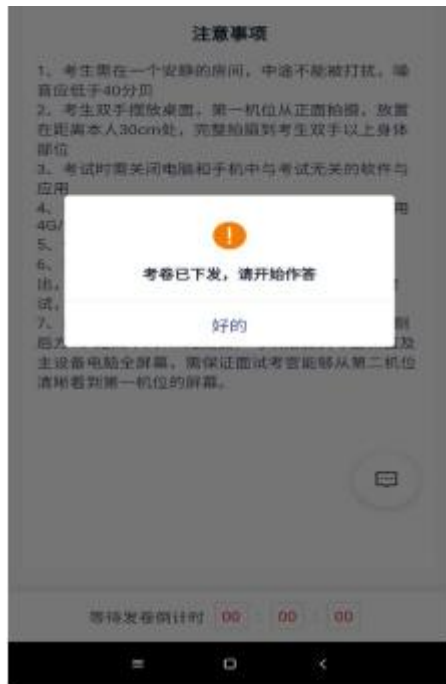 注意事项
1、考生需在一个安静的房间，中途不能被打扰，噪
音应低于40分贝
2、考生双手摆放桌面，第一机位从正面拍摄，放置
在距离本人30cm处，完整拍摄到考生双手以上身体
部位
3、考试时需关闭电脑和手机中与考试无关的软件与
应用
4、
用
4G/
5、
6、
出，
试，
考卷已下发，请开始作答
7、
侧
好的
后方
及
主设备电脑全屏幕，需保证面试考官能够从第二机位
清晰看到第一机位的屏幕。
等待发卷倒计时 00 : 00 : 00